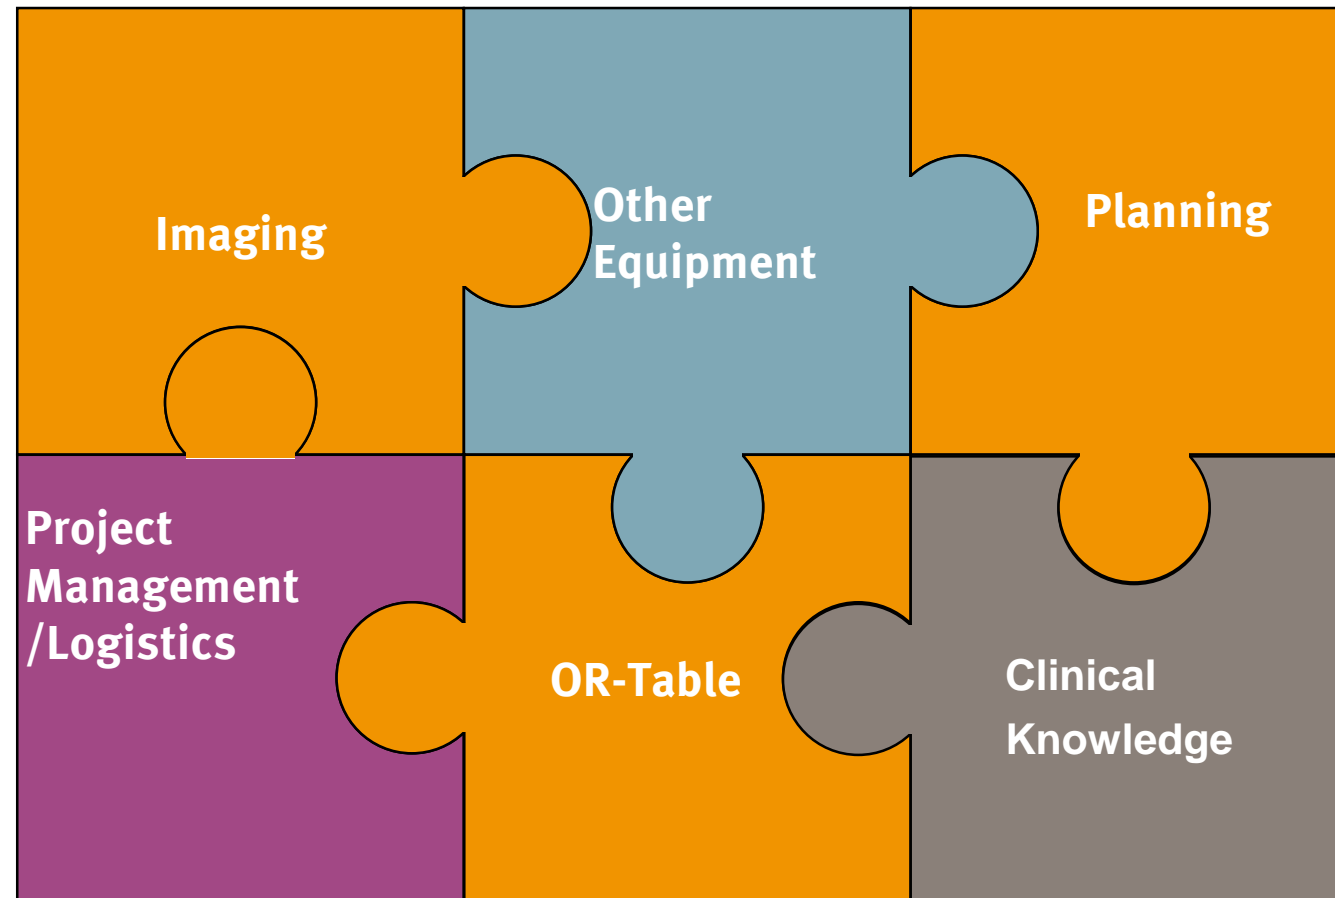 Imaging
Other
Equipment
Planning
Project
Management
/Logistics
OR-Table
Clinical
Knowledge